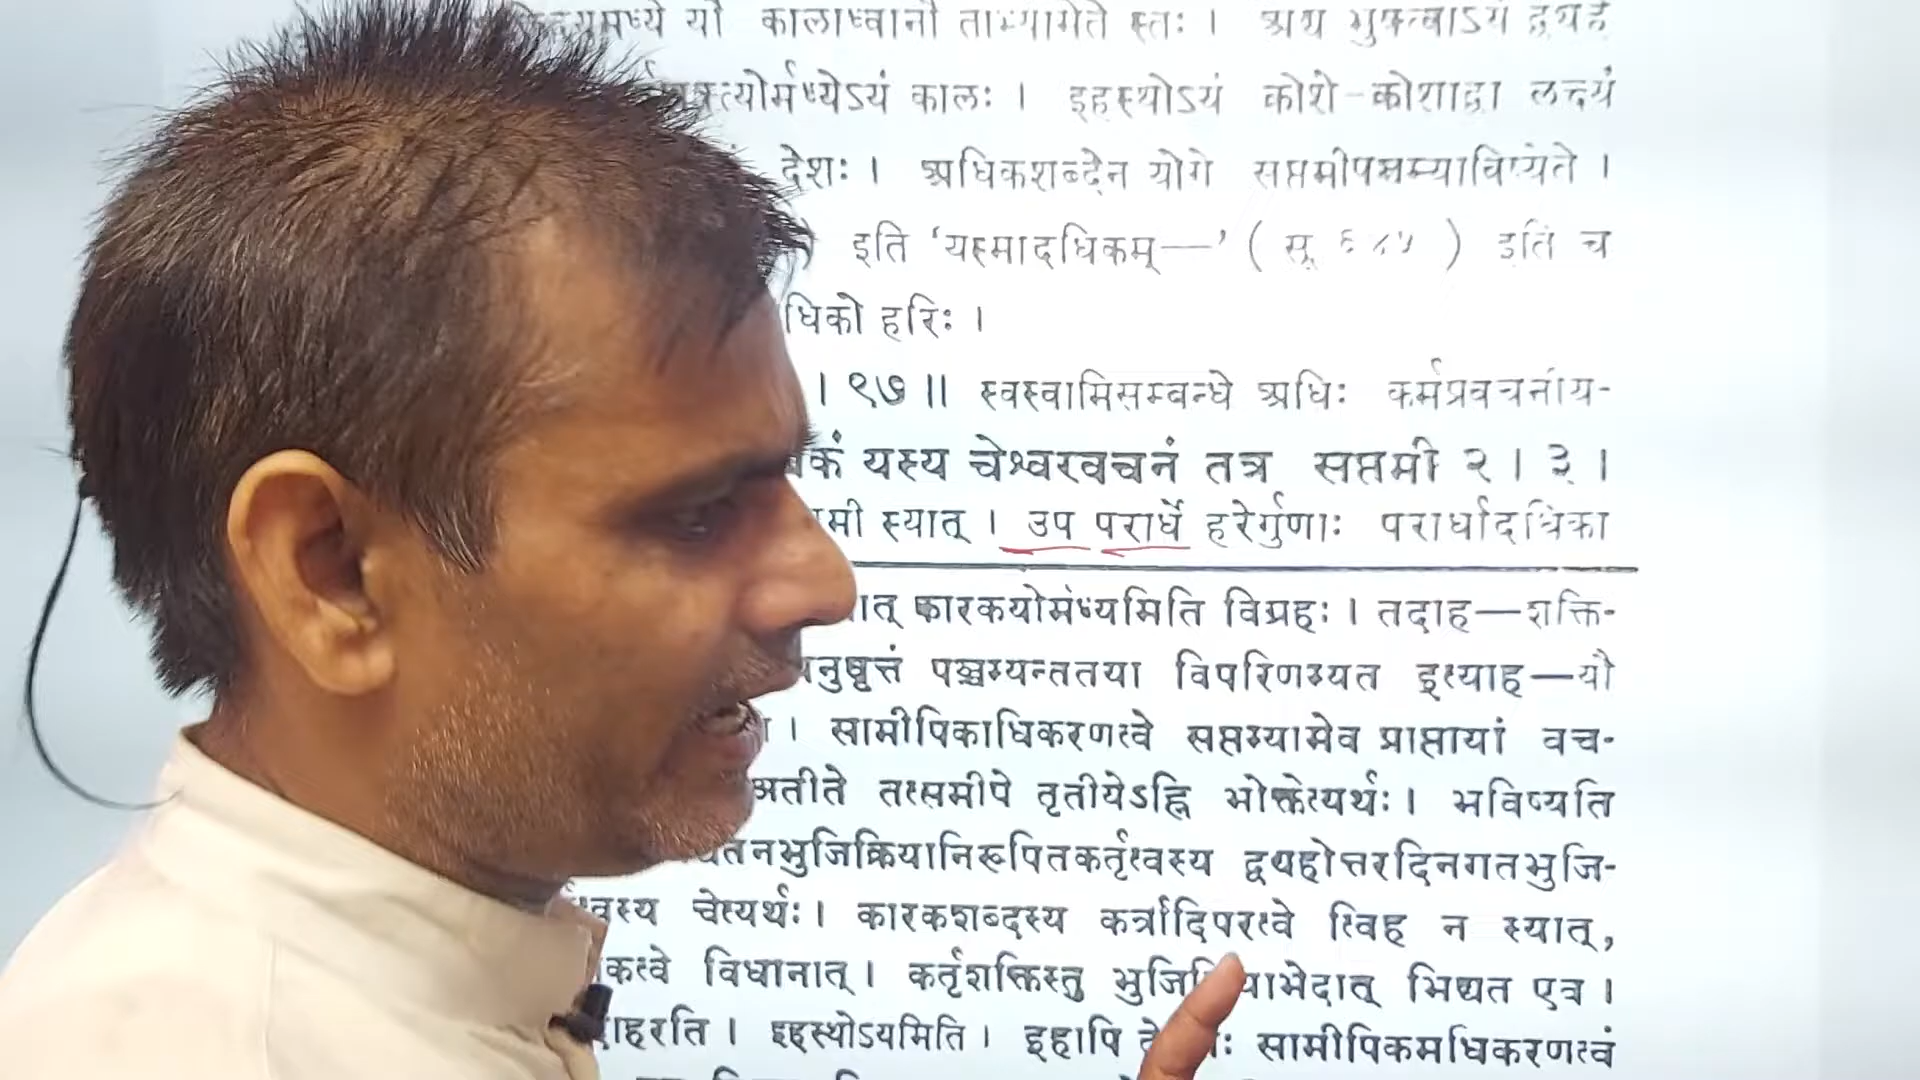 यौ कालाध्वानौ ताभ्यामेते स्तः । अद्य भुक्त्वाऽयं द्व्यहे
कालः । इहस्थोऽयं क्रोशे-क्रोशाद्वा लक्ष्यं
देशः । अधिकशब्देन योगे सप्तमीपञ्चम्याविष्येते ।
इति 'यस्मादधिकम्—' ( सू ६४५ ) इति च
धिको हरिः ।
। ९७ ॥ स्वस्वामिसम्बन्धे अधिः कर्मप्रवचनीय-
कं यस्य चेश्वरवचनं तत्र सप्तमी २ । ३ ।
मी स्यात् । उप परार्धे हरेर्गुणाः परार्धादधिका
ात् कारकयोर्मध्यमिति विग्रहः । तदाह—शक्ति-
नुवृत्तं पञ्चम्यन्ततया विपरिणम्यत इत्याह—यौ
। सामीपिकाधिकरणत्वे सप्तम्यामेव प्राप्तायां वच-
अतीते तत्समीपे तृतीयेऽह्नि भोक्तेत्यर्थः । भविष्यति
तनभुजिक्रियानिरूपितकर्तृत्वस्य द्व्यहोत्तरदिनगतभुजि-
त्वस्य चेत्यर्थः । कारकशब्दस्य कर्त्रादिपरत्वे त्विह न स्यात्,
कत्वे विधानात् । कर्तृशक्तिस्तु भिद्यत एव ।
ाहरति । इहस्थोऽयमिति । इहापि सामीपिकमधिकरणत्वं